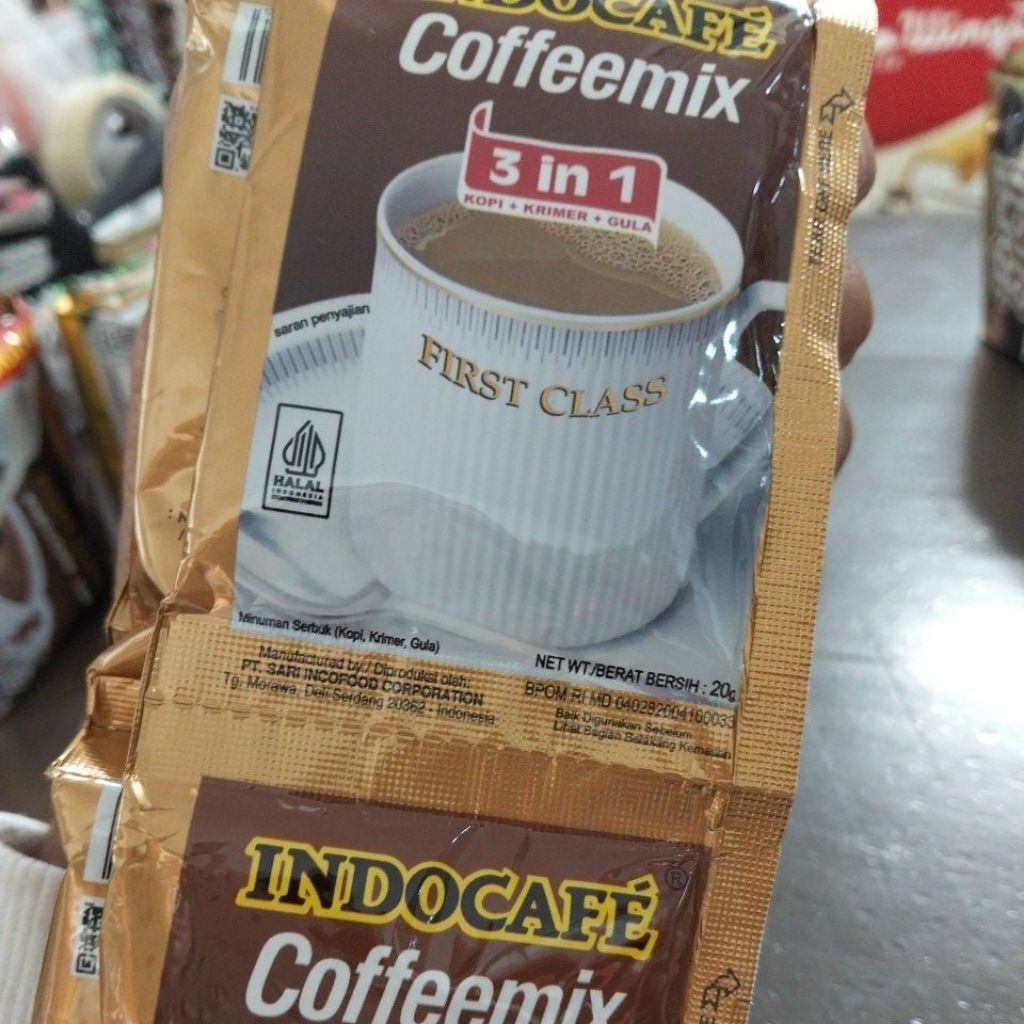 INDOCAFÉ
Coffeemix
3 in 1
KOPI + KRIMER + GULA
TEAR
saran penyajian
FIRST CLASS
HALAL
INDONESIA
Minuman Serbuk (Kopi, Krimer, Gula)
Manufactured by / Diproduksi oleh:
PT. SARI INCOFOOD CORPORATION
Tg. Morawa, Deli Serdang 20362 - Indonesia
NET WT./BERAT BERSIH : 20g
BPOM RI MD
Baik Digunakan Sebelum
Lihat Bagian Belakang Kemasan
INDOCAFÉ®
Coffeemix